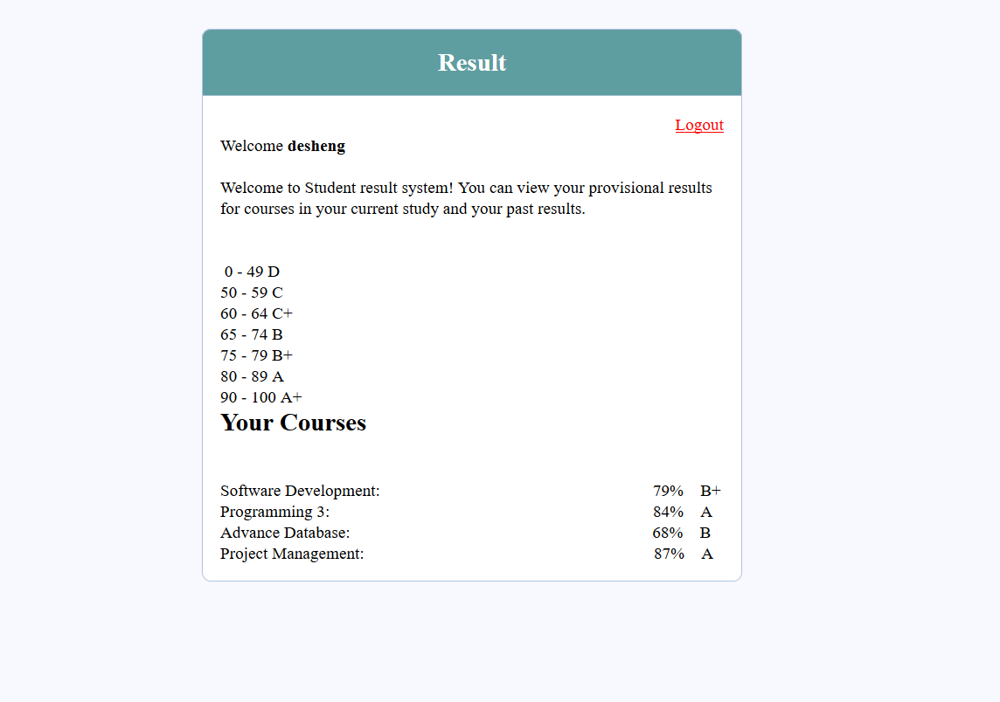 Result
Logout
Welcome desheng
Welcome to Student result system! You can view your provisional results
for courses in your current study and your past results.
0 - 49 D
50 - 59 C
60 - 64 C+
65 - 74 B
75 - 79 B+
80 - 89 A
90 - 100 A+
Your Courses
Software Development: 79% B+
Programming 3: 84% A
Advance Database: 68% B
Project Management: 87% A